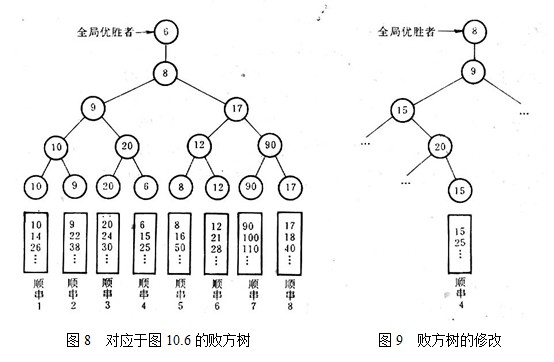 全局优胜者 6
8
9 17
10 20 12 90
10 9 20 6 8 12 90 17
10 9 20 6 8 12 90 17
14 22 24 15 16 21 100 18
26 38 30 25 50 28 110 40
… … … … … … … …
顺串1 顺串2 顺串3 顺串4 顺串5 顺串6 顺串7 顺串8
图 8 对应于图 10.6 的败方树
全局优胜者 8
9
15 …
… 20
… 15
15
25
…
顺串4
图 9 败方树的修改